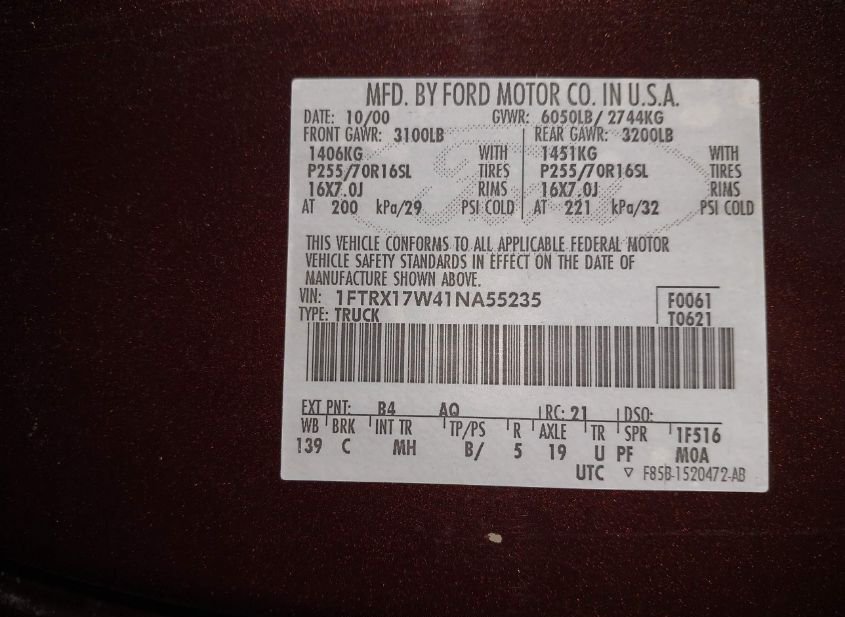 MFD. BY FORD MOTOR CO. IN U.S.A.
DATE: 10/00 GVWR: 6050LB/ 2744KG
FRONT GAWR: 3100LB REAR GAWR: 3200LB
1406KG WITH 1451KG WITH
P255/70R16SL TIRES P255/70R16SL TIRES
16X7.0J RIMS 16X7.0J RIMS
AT 200 kPa/29 PSI COLD AT 221 kPa/32 PSI COLD
THIS VEHICLE CONFORMS TO ALL APPLICABLE FEDERAL MOTOR
VEHICLE SAFETY STANDARDS IN EFFECT ON THE DATE OF
MANUFACTURE SHOWN ABOVE.
VIN: 1FTRX17W41NA55235 F0061
TYPE: TRUCK T0621
EXT PNT: B4 AQ RC: 21 DSO:
WB BRK INT TR TP/PS R AXLE TR SPR 1F516
139 C MH B/ 5 19 U PF M0A
UTC ▽ F85B-1520472-AB